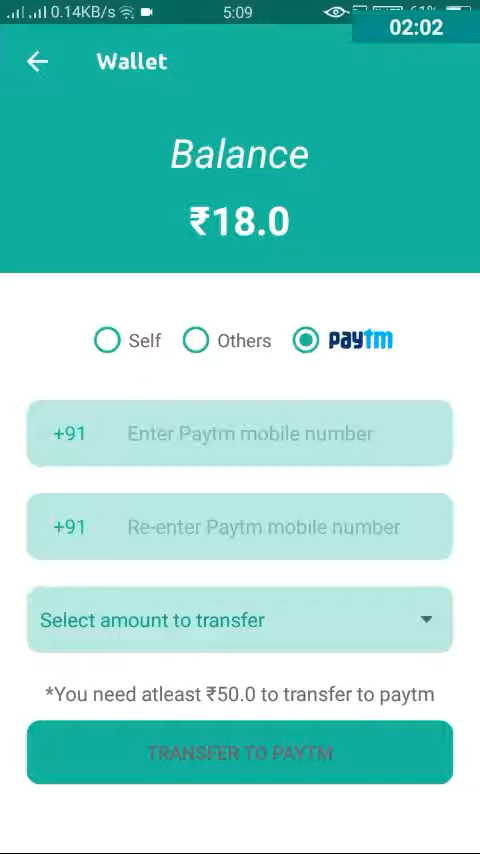 0.14KB/s 5:09 61%
02:02
Wallet
Balance
₹18.0
Self Others paytm
+91 Enter Paytm mobile number
+91 Re-enter Paytm mobile number
Select amount to transfer
*You need atleast ₹50.0 to transfer to paytm
TRANSFER TO PAYTM